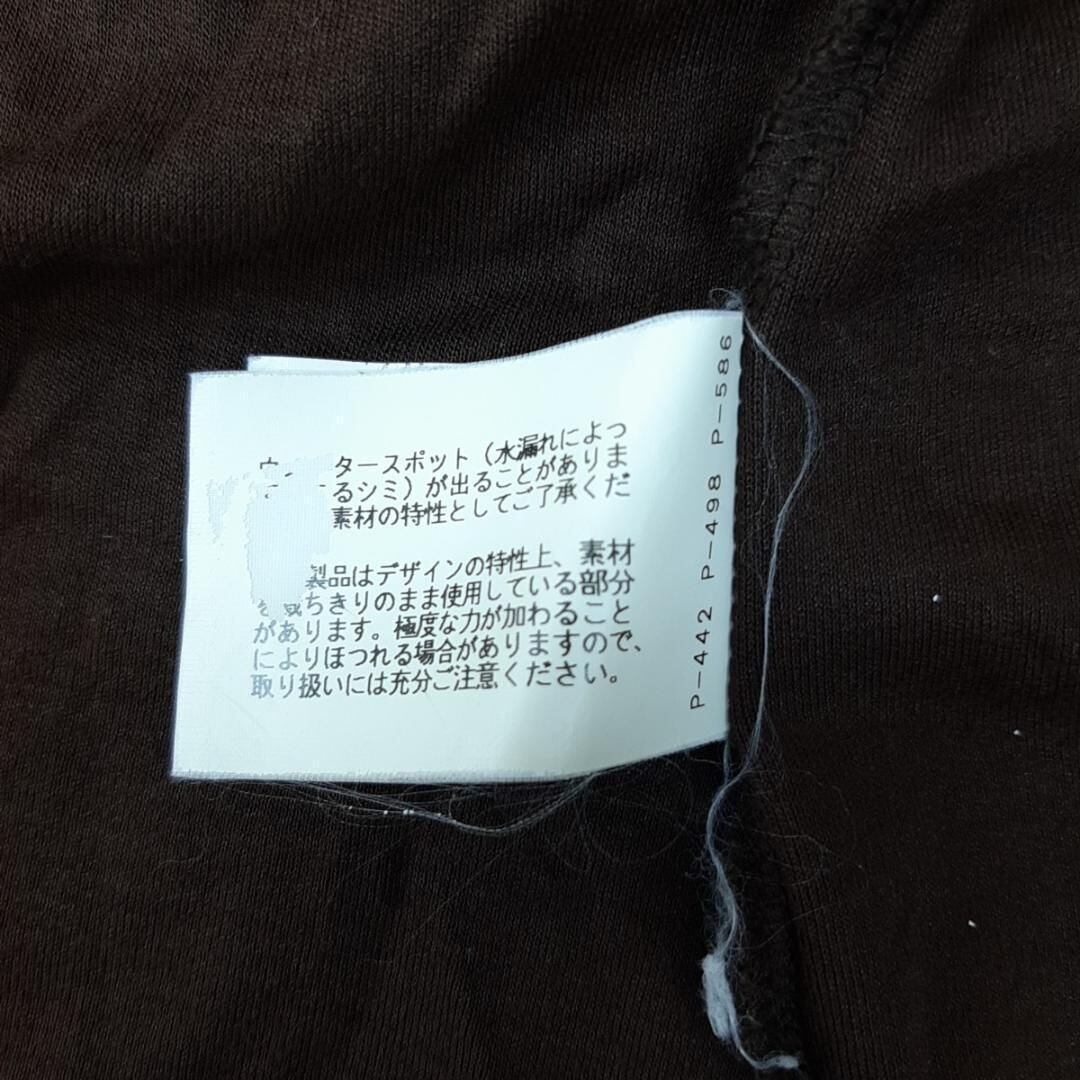 タースポット（水漏れによっ
るシミ）が出ることがありま
素材の特性としてご了承くだ
製品はデザインの特性上、素材
ちきりのまま使用している部分
があります。極度な力が加わること
によりほつれる場合がありますので、
取り扱いには充分ご注意ください。
P-442 P-498 P-586